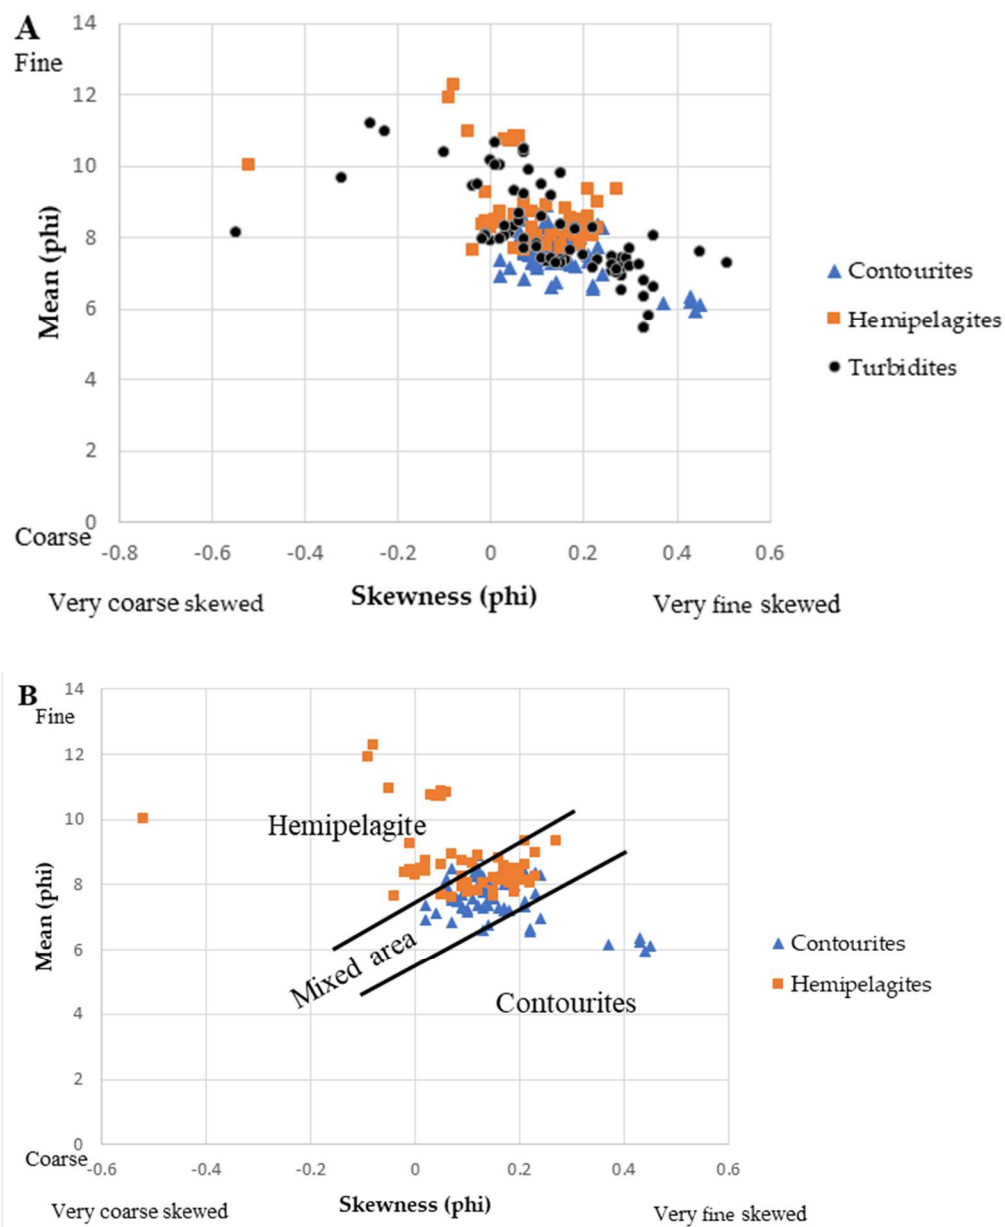 A
Fine
14
12
10
8
6
4
2
0
Mean (phi)
Coarse
-0.8 -0.6 -0.4 -0.2 0 0.2 0.4 0.6
Very coarse skewed Skewness (phi) Very fine skewed
Contourites
Hemipelagites
Turbidites
B
Fine
14
12
10
8
6
4
2
0
Mean (phi)
Hemipelagite
Mixed area
Contourites
Coarse
-0.6 -0.4 -0.2 0 0.2 0.4 0.6
Very coarse skewed Skewness (phi) Very fine skewed
Contourites
Hemipelagites